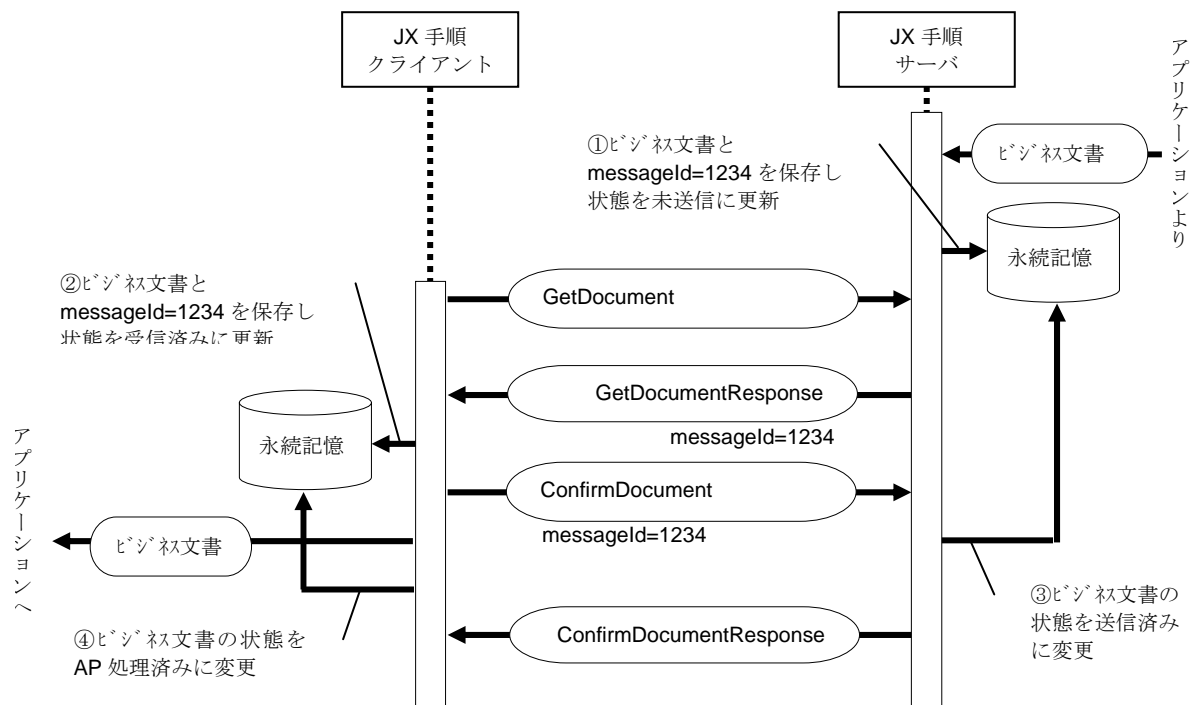 JX 手順
クライアント
JX 手順
サーバ
アプリケーションより
ビジネス文書
①ビジネス文書と
messageId=1234 を保存し
状態を未送信に更新
永続記憶
②ビジネス文書と
messageId=1234 を保存し
状態を受信済みに更新
GetDocument
GetDocumentResponse
messageId=1234
永続記憶
アプリケーションへ
ConfirmDocument
messageId=1234
ビジネス文書
③ビジネス文書の
状態を送信済み
に変更
④ビジネス文書の状態を
AP 処理済みに変更
ConfirmDocumentResponse